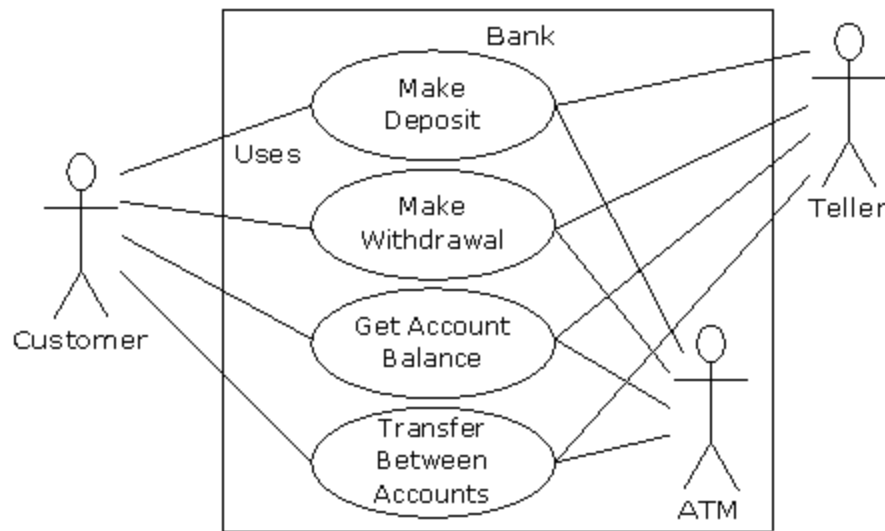 Bank
Make
Deposit
Uses
Make
Withdrawal
Teller
Get Account
Balance
Customer
Transfer
Between
Accounts
ATM